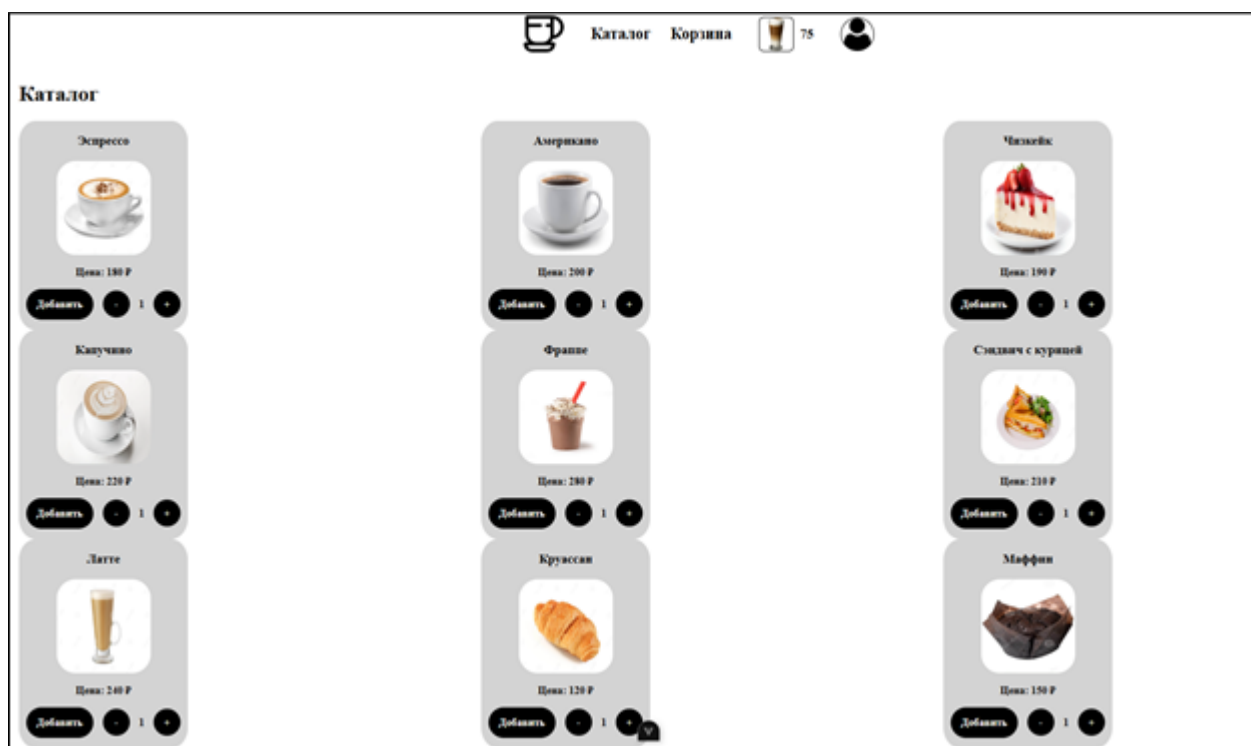 Каталог Корзина 75
Каталог
Эспрессо Американо Чизкейк
Цена: 180 ₽ Цена: 200 ₽ Цена: 190 ₽
Добавить - 1 + Добавить - 1 + Добавить - 1 +
Капучино Фраппе Сэндвич с курицей
Цена: 220 ₽ Цена: 280 ₽ Цена: 210 ₽
Добавить - 1 + Добавить - 1 + Добавить - 1 +
Латте Круассан Маффин
Цена: 240 ₽ Цена: 120 ₽ Цена: 150 ₽
Добавить - 1 + Добавить - 1 + Добавить - 1 +